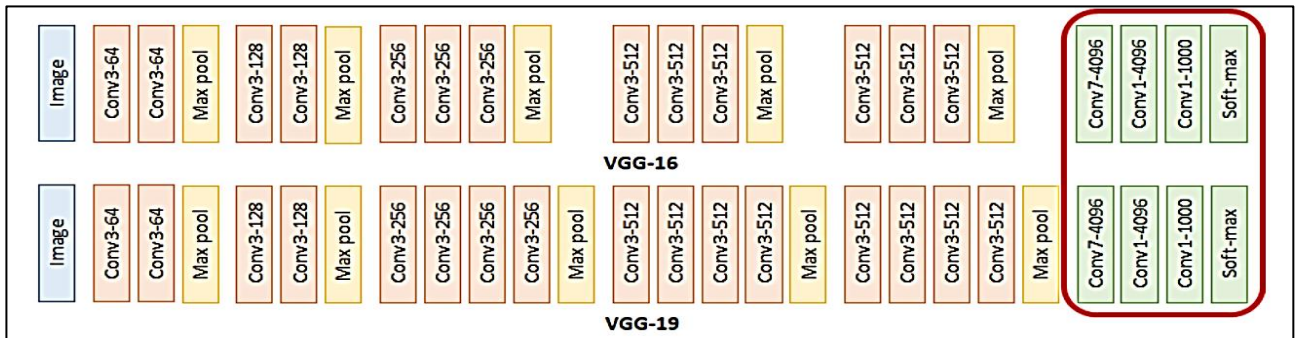 Image Conv3-64 Conv3-64 Max pool Conv3-128 Conv3-128 Max pool Conv3-256 Conv3-256 Conv3-256 Max pool Conv3-512 Conv3-512 Conv3-512 Max pool Conv3-512 Conv3-512 Conv3-512 Max pool Conv7-4096 Conv1-4096 Conv1-1000 Soft-max
VGG-16
Image Conv3-64 Conv3-64 Max pool Conv3-128 Conv3-128 Max pool Conv3-256 Conv3-256 Conv3-256 Conv3-256 Max pool Conv3-512 Conv3-512 Conv3-512 Conv3-512 Max pool Conv3-512 Conv3-512 Conv3-512 Conv3-512 Max pool Conv7-4096 Conv1-4096 Conv1-1000 Soft-max
VGG-19